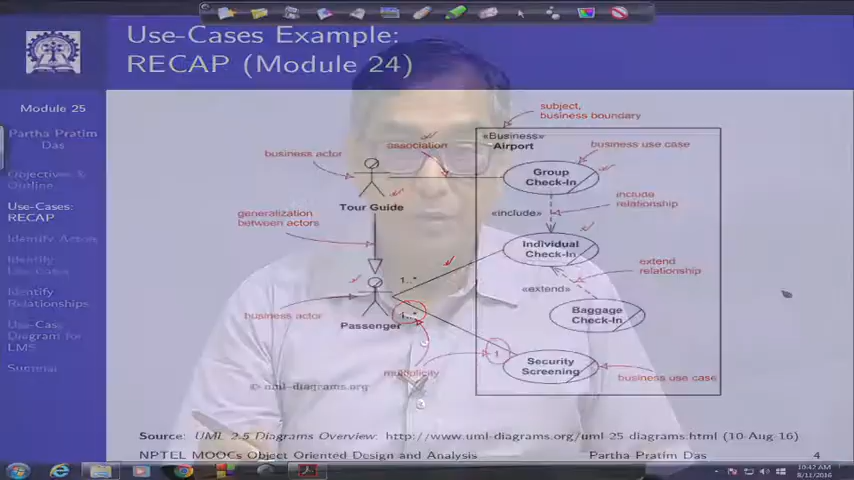 Use-Cases Example:
RECAP (Module 24)
Module 25
Partha Pratim
Das
Objectives &
Outline
Use-Cases:
RECAP
Identify Actors
Identify
Use-Cases
Identify
Relationships
Use-Case
Diagram for
LMS
subject,
business boundary
«Business»
Airport
association
business actor
business use case
Group
Check-In
Tour Guide
include
relationship
«include»
generalization
between actors
Individual
Check-In
extend
relationship
1..*
«extend»
business actor
Passenger
Baggage
Check-In
1
Security
Screening
multiplicity
business use case
© uml-diagrams.org
Source: UML 2.5 Diagrams Overview: http://www.uml-diagrams.org/uml-25-diagrams.html (10-Aug-16)
NPTEL MOOCs Object Oriented Design and Analysis
Partha Pratim Das
4
10:42 AM